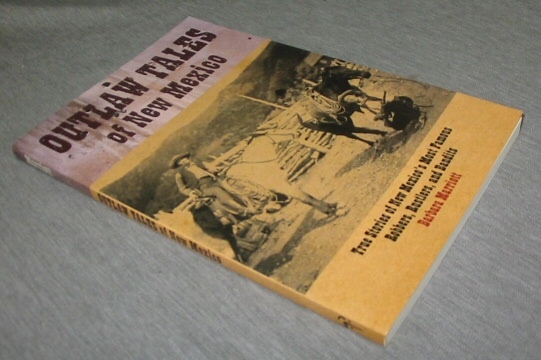 OUTLAW TALES
of New Mexico
True Stories of New Mexico's Most Famous
Robbers, Rustlers, and Bandits
Barbara Marriott
OUTLAW TALES of New Mexico